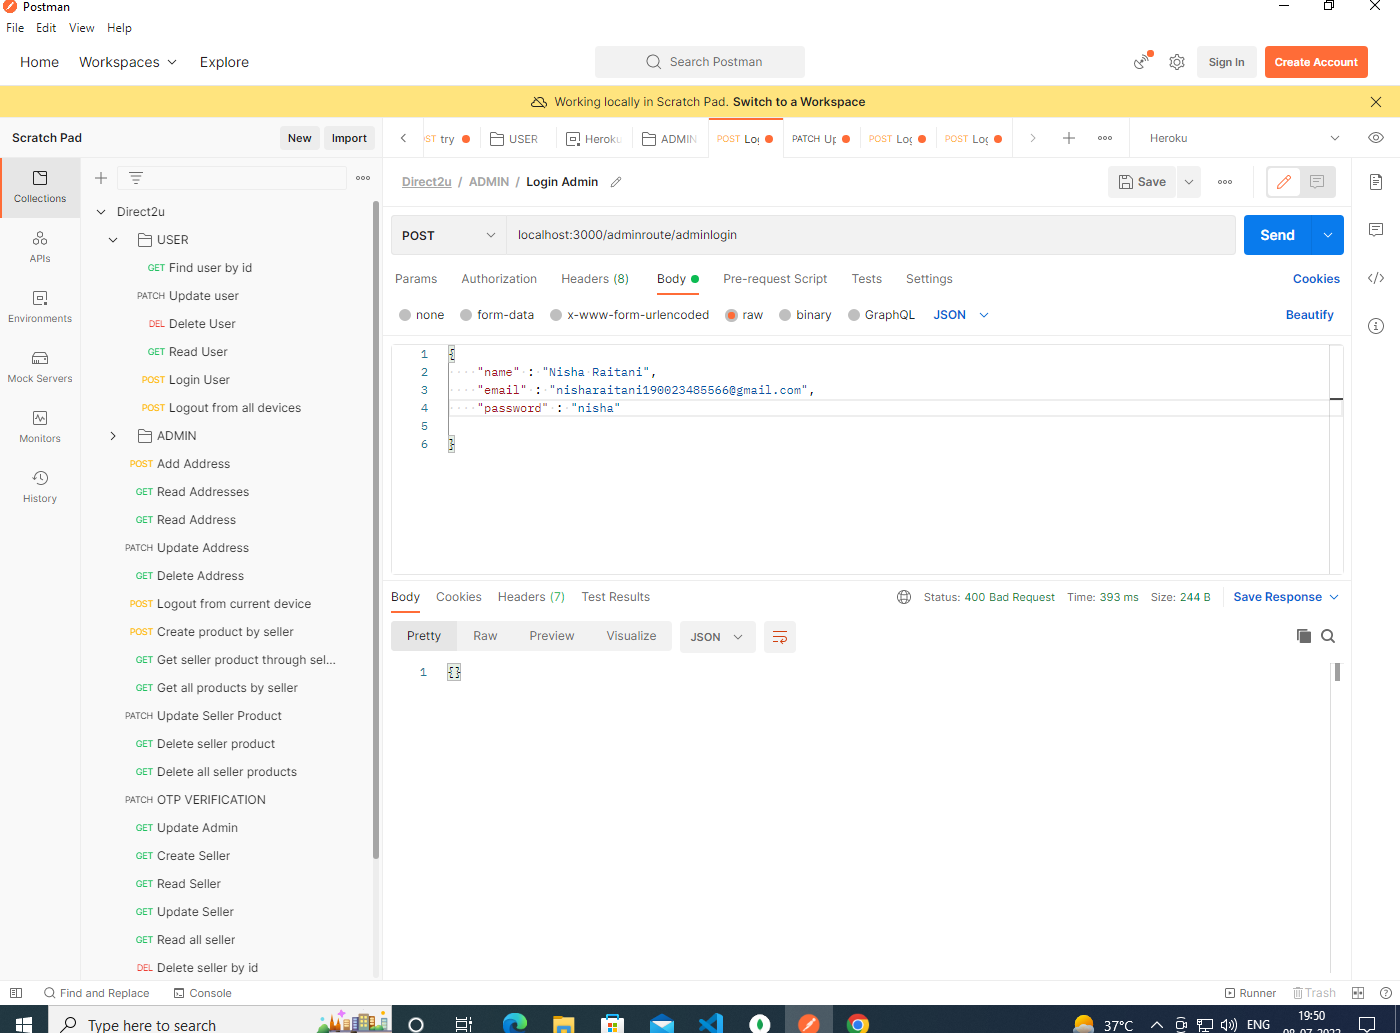 Postman
File Edit View Help
Home Workspaces Explore Search Postman Sign In Create Account
Working locally in Scratch Pad. Switch to a Workspace
Scratch Pad New Import
ST try USER Heroku ADMIN POST Log PATCH Up POST Log POST Log Heroku
Direct2u / ADMIN / Login Admin Save
POST localhost:3000/adminroute/adminlogin Send
Params Authorization Headers (8) Body Pre-request Script Tests Settings Cookies
none form-data x-www-form-urlencoded raw binary GraphQL JSON Beautify
1 {
2 "name" : "Nisha Raitani",
3 "email" : "nisharaitani190023485566@gmail.com",
4 "password" : "nisha"
5
6 }
Body Cookies Headers (7) Test Results Status: 400 Bad Request Time: 393 ms Size: 244 B Save Response
Pretty Raw Preview Visualize JSON
1 {}
Collections
APIs
Environments
Mock Servers
Monitors
History
Direct2u
USER
GET Find user by id
PATCH Update user
DEL Delete User
GET Read User
POST Login User
POST Logout from all devices
ADMIN
POST Add Address
GET Read Addresses
GET Read Address
PATCH Update Address
GET Delete Address
POST Logout from current device
POST Create product by seller
GET Get seller product through sel...
GET Get all products by seller
PATCH Update Seller Product
GET Delete seller product
GET Delete all seller products
PATCH OTP VERIFICATION
GET Update Admin
GET Create Seller
GET Read Seller
GET Update Seller
GET Read all seller
DEL Delete seller by id
Find and Replace Console Runner Trash
Type here to search 37°C ENG 19:50